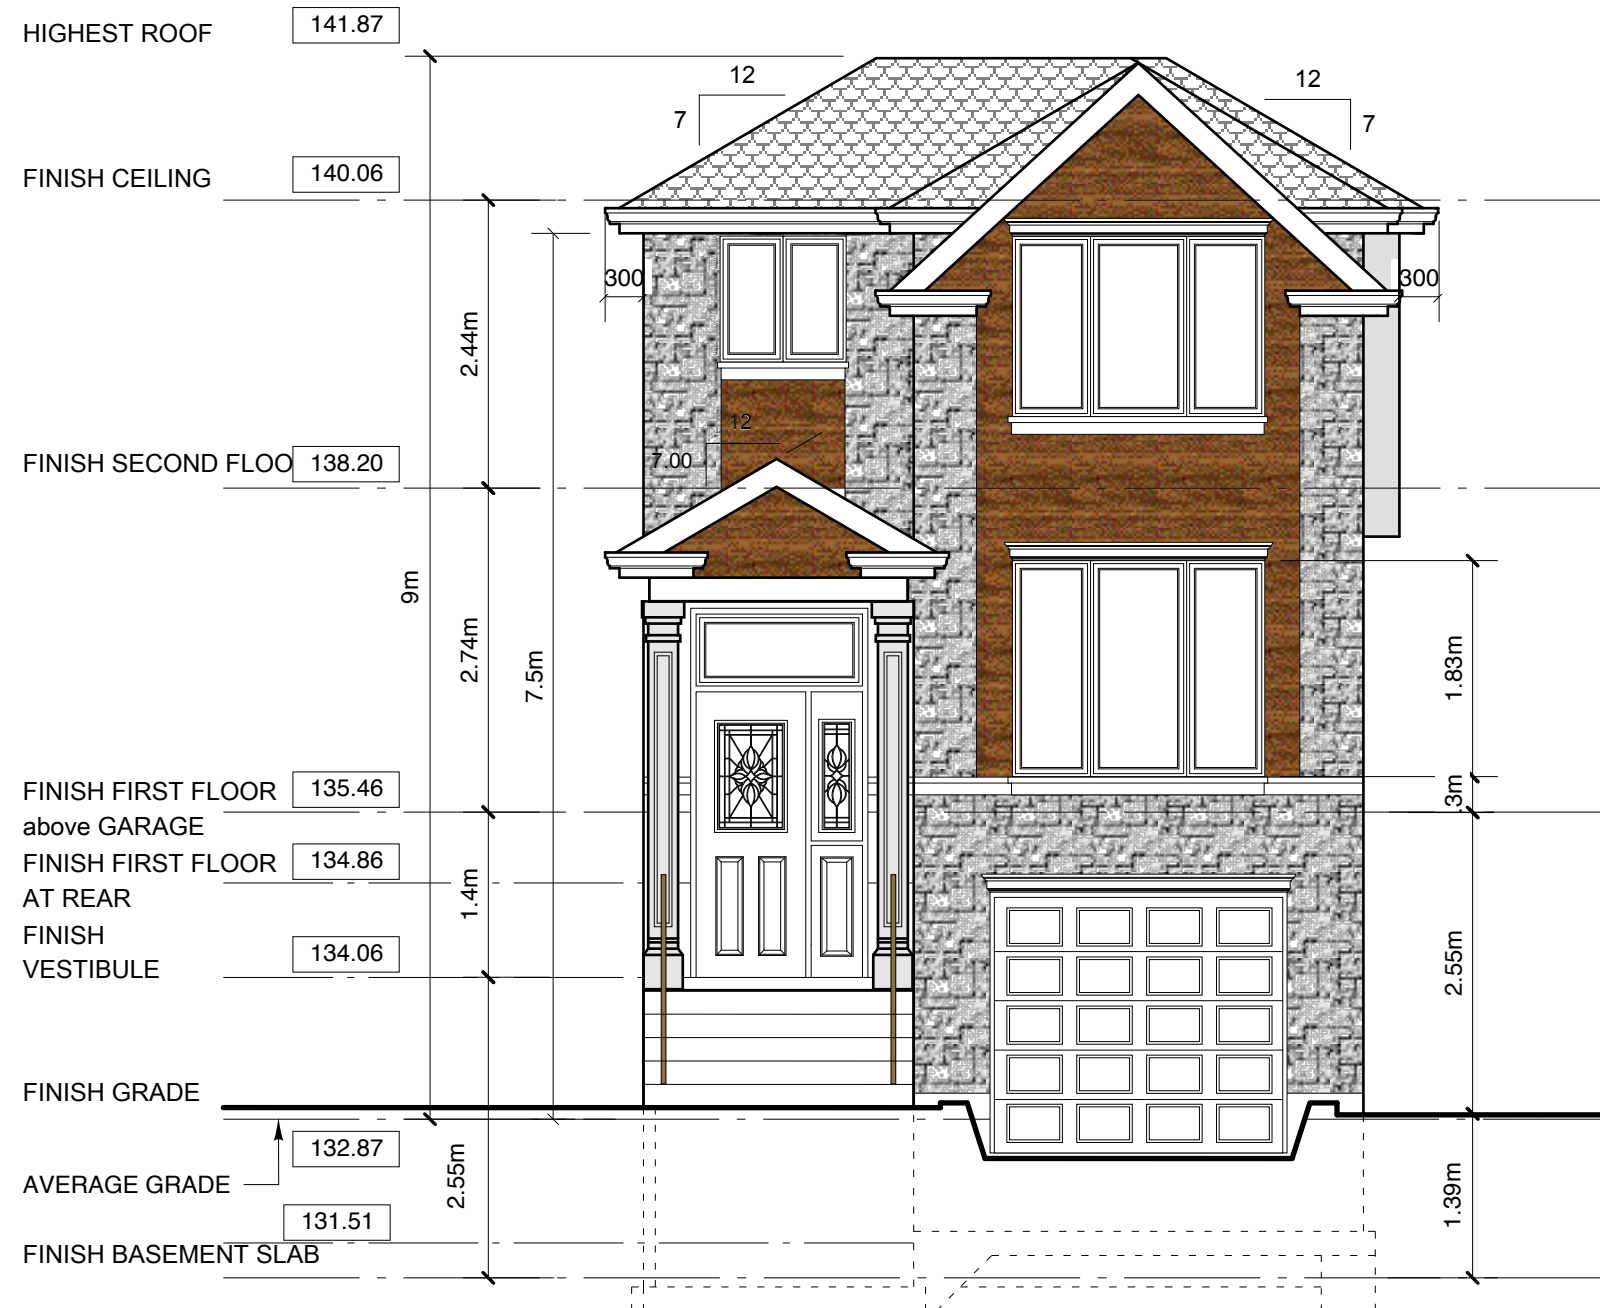 HIGHEST ROOF 141.87
12
12
7
7
FINISH CEILING 140.06
300
300
2.44m
12
7.00
FINISH SECOND FLOO 138.20
9m
2.74m
7.5m
1.83m
FINISH FIRST FLOOR 135.46
above GARAGE
.3m
FINISH FIRST FLOOR 134.86
AT REAR
1.4m
FINISH
VESTIBULE 134.06
2.55m
FINISH GRADE
132.87
AVERAGE GRADE
2.55m
1.39m
131.51
FINISH BASEMENT SLAB